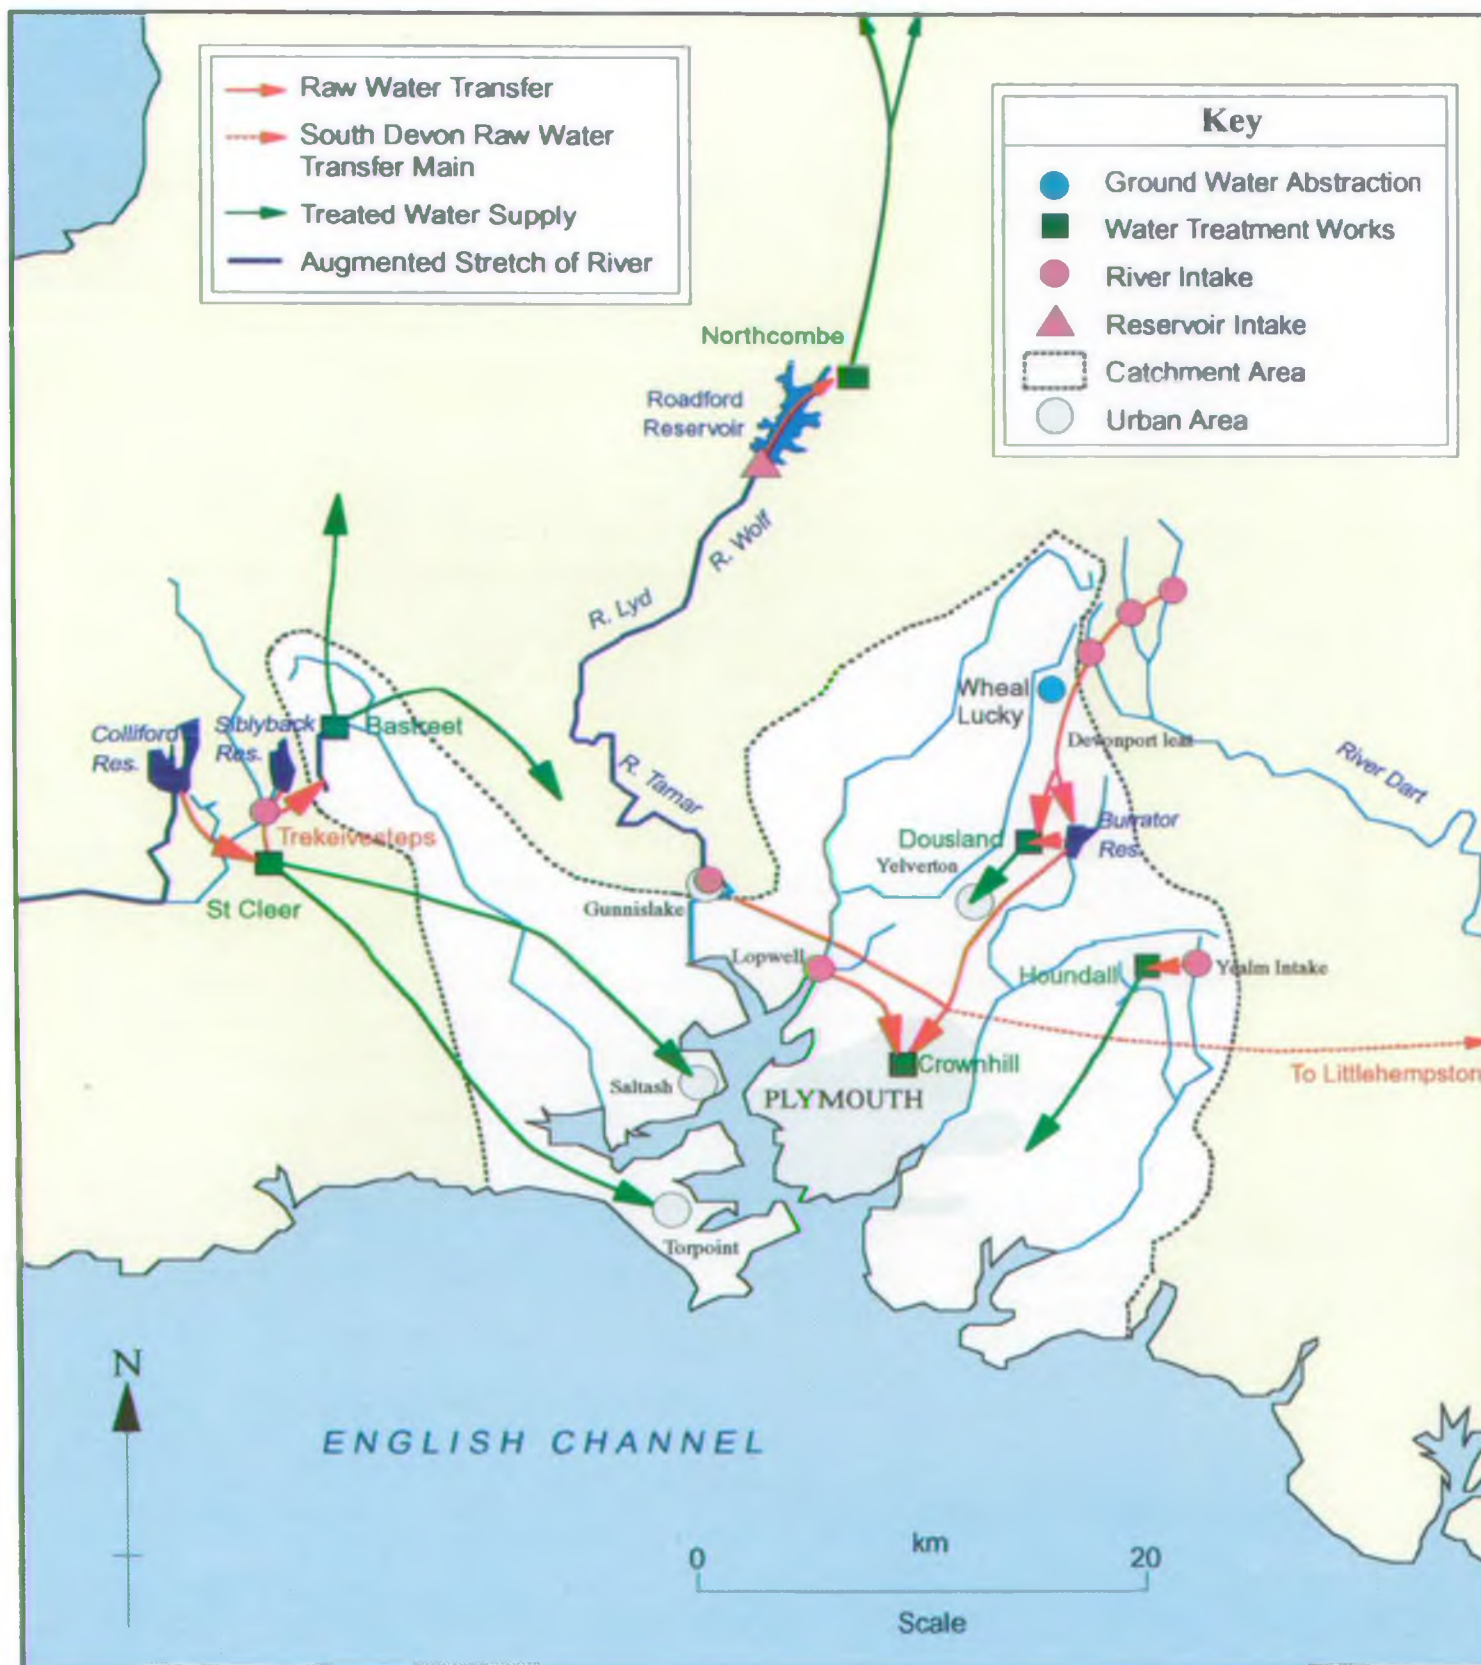 Raw Water Transfer
South Devon Raw Water
Transfer Main
Treated Water Supply
Augmented Stretch of River
Key
Ground Water Abstraction
Water Treatment Works
River Intake
Reservoir Intake
Catchment Area
Urban Area
Northcombe
Roadford
Reservoir
R. Wolf
R. Lyd
R. Tamar
Colliford
Res.
Siblyback
Res.
Bastreet
Trekeivesteps
St Cleer
Wheal
Lucky
Devonport leat
River Dart
Dousland
Burrator
Res.
Yelverton
Gunnislake
Lopwell
Houndall
Yealm Intake
Crownhill
To Littlehempston
Saltash
PLYMOUTH
Torpoint
N
ENGLISH CHANNEL
km
0
20
Scale